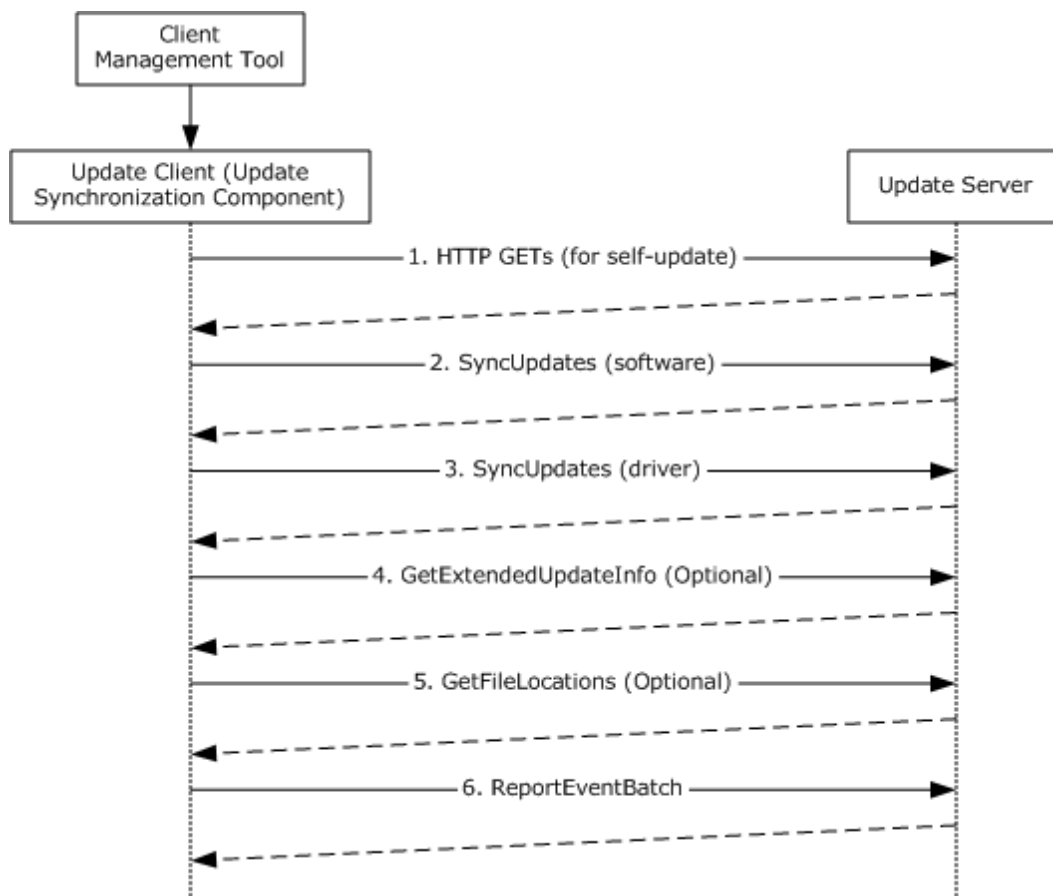 Client
Management Tool
Update Client (Update
Synchronization Component)
Update Server
1. HTTP GETs (for self-update)
2. SyncUpdates (software)
3. SyncUpdates (driver)
4. GetExtendedUpdateInfo (Optional)
5. GetFileLocations (Optional)
6. ReportEventBatch